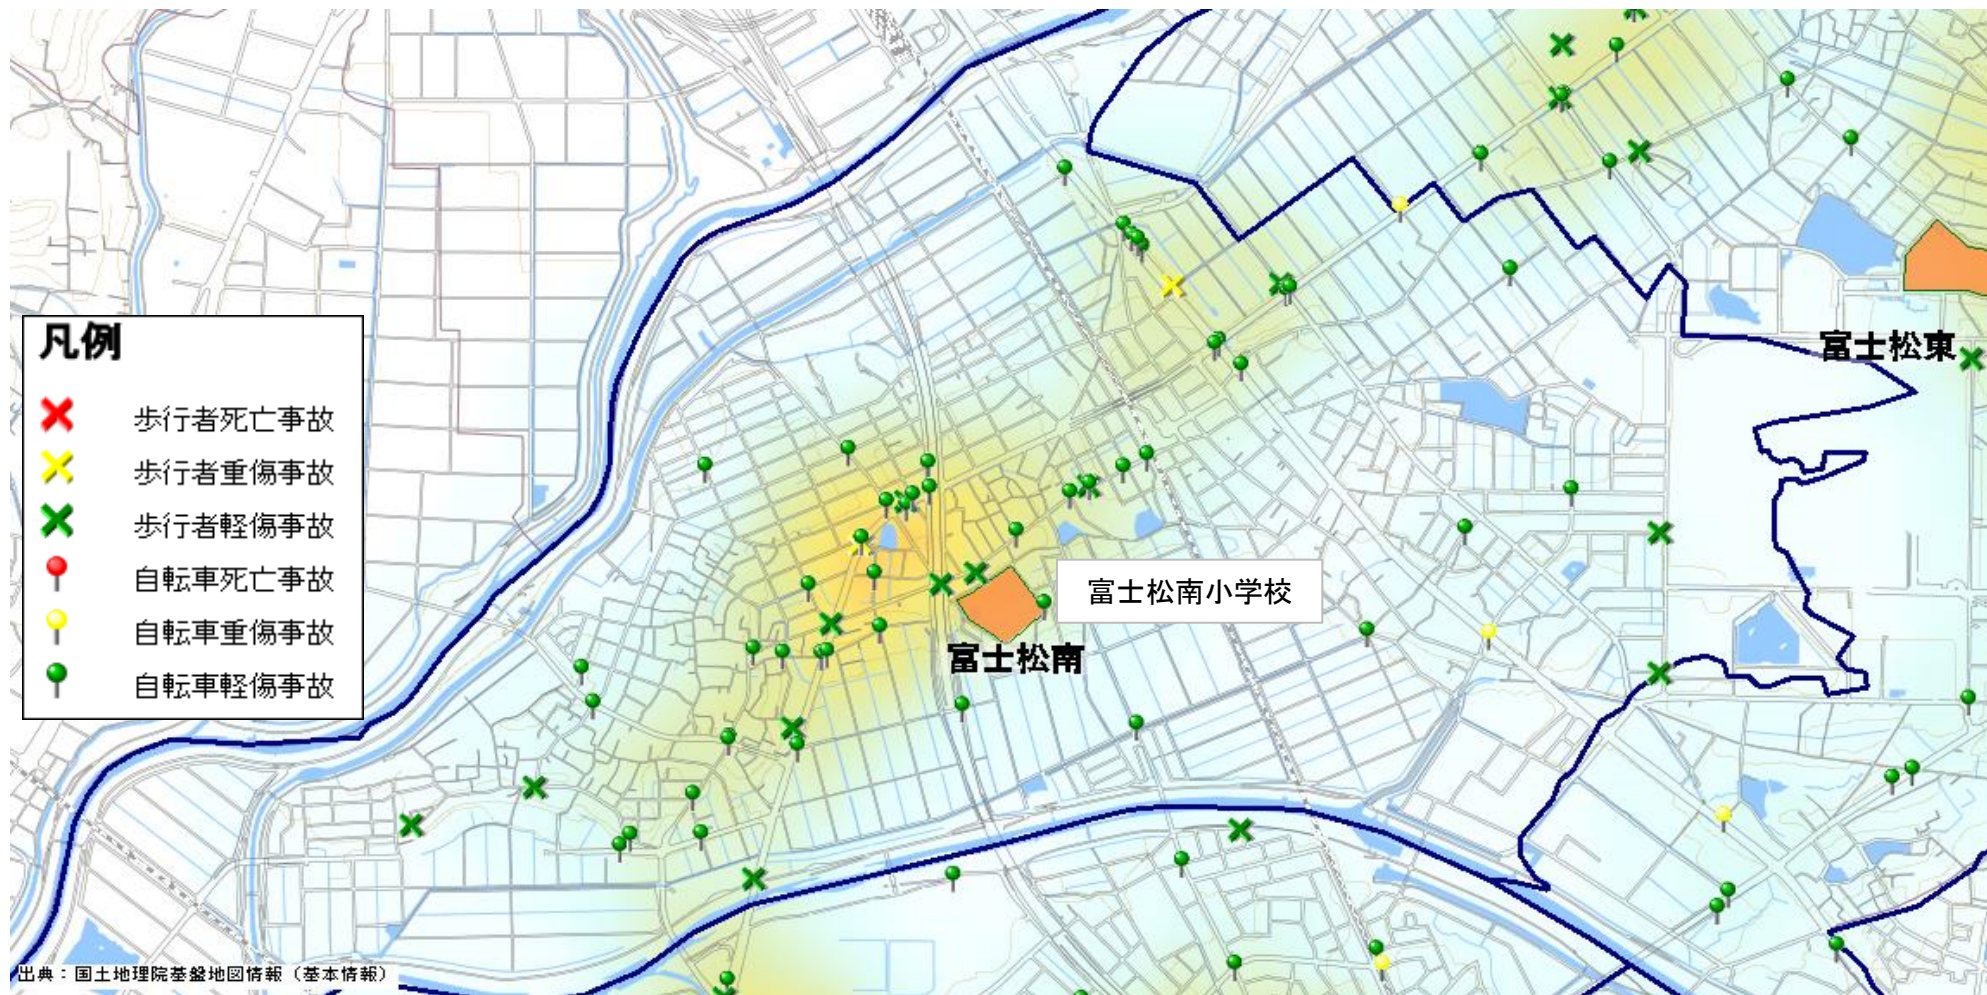 凡例
歩行者死亡事故
歩行者重傷事故
歩行者軽傷事故
自転車死亡事故
自転車重傷事故
自転車軽傷事故
富士松東
富士松南小学校
富士松南
出典：国土地理院基盤地図情報（基本情報）